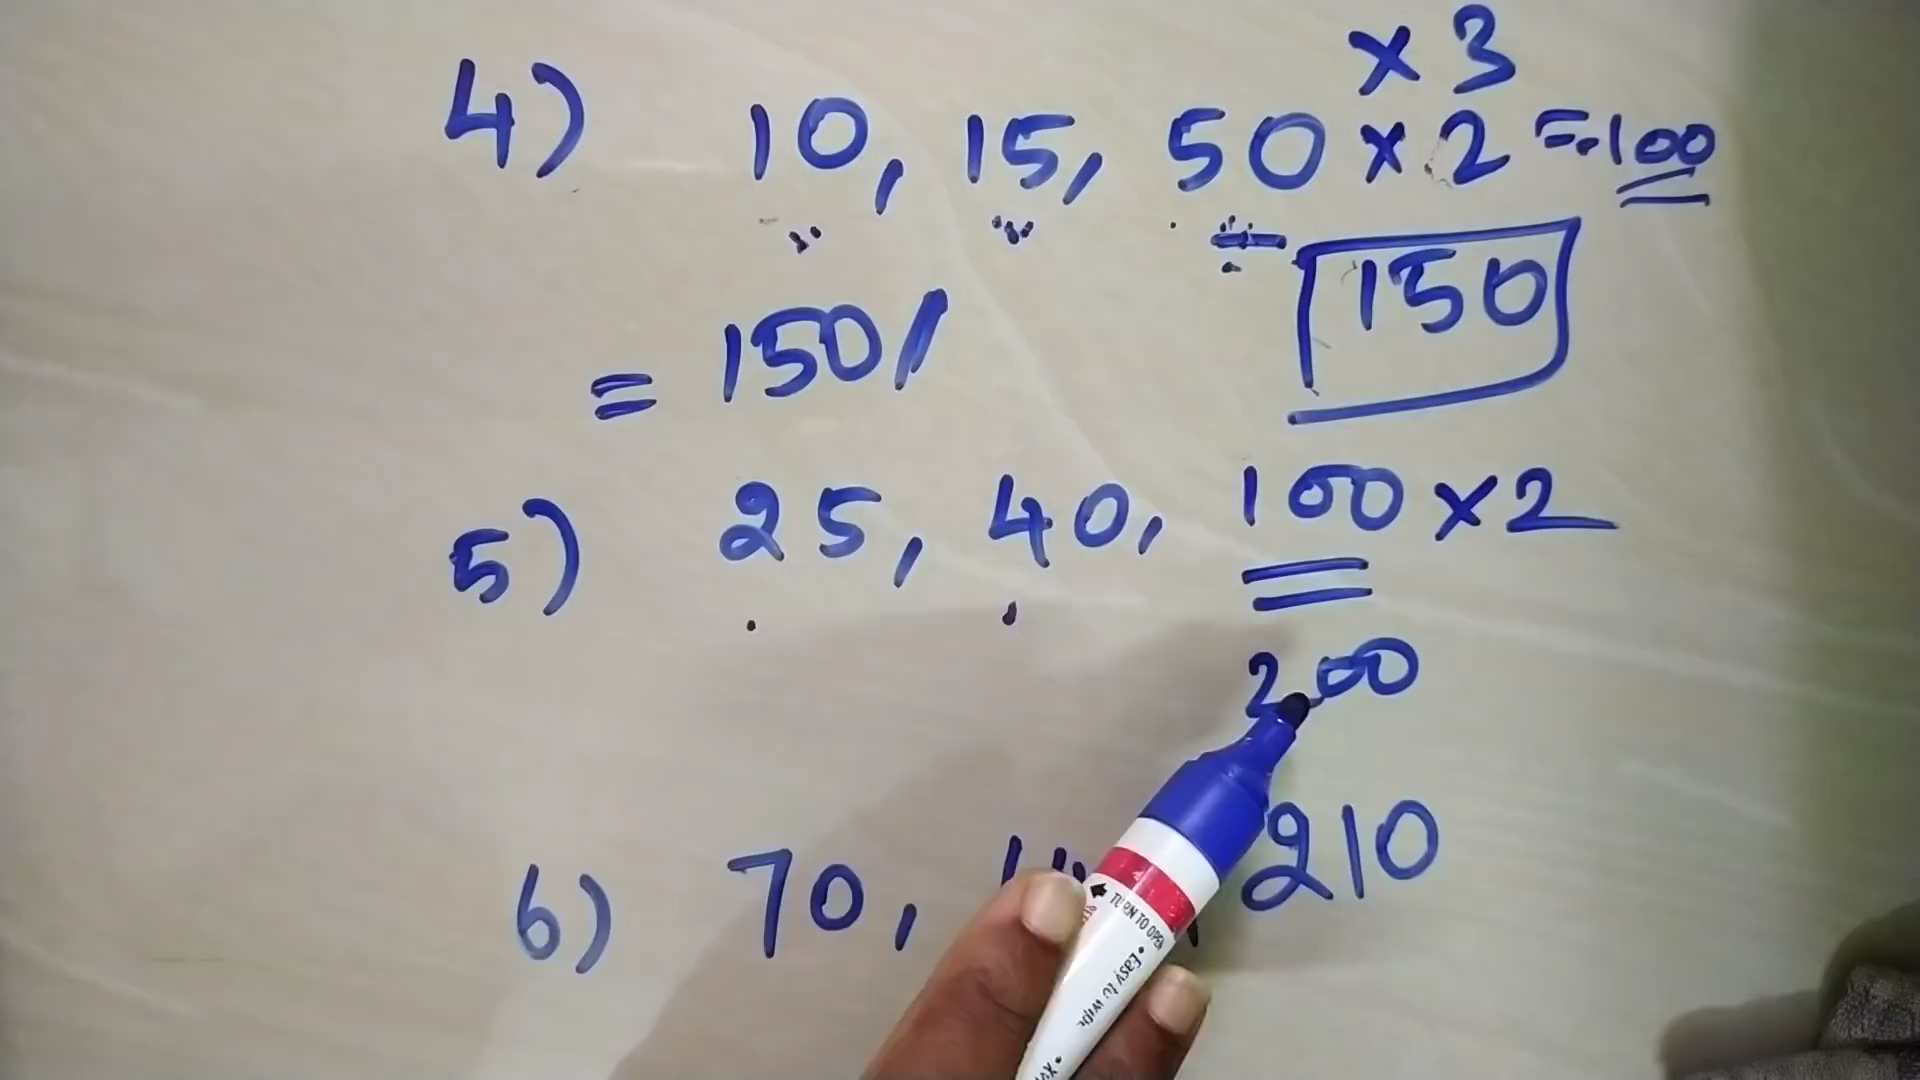 × 3
4) 10, 15, 50 × 2 = 100
150
= 150/
5) 25, 40, 100 × 2
200
6) 70, 210
TURN TO OPEN
• Easy to wipe